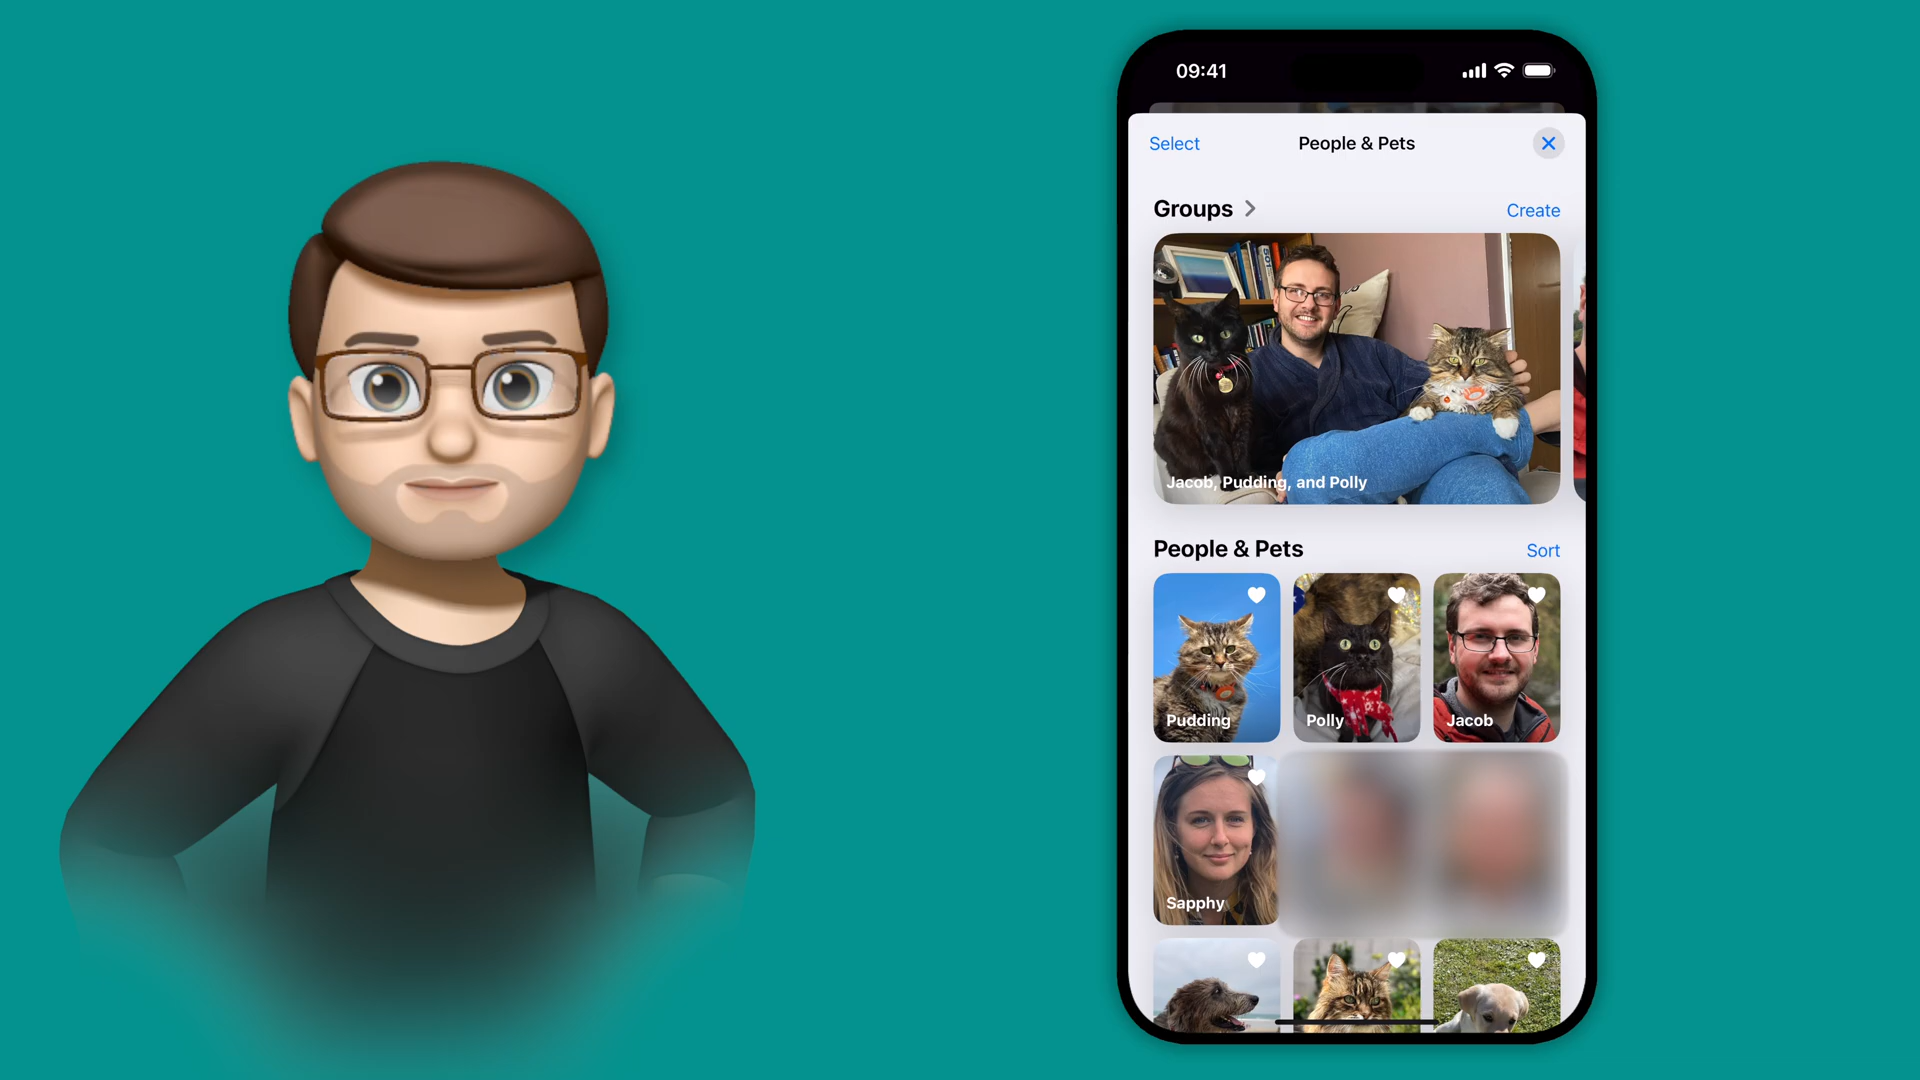 09:41
Select
People & Pets
Groups
Create
Jacob, Pudding, and Polly
People & Pets
Sort
Pudding
Polly
Jacob
Sapphy